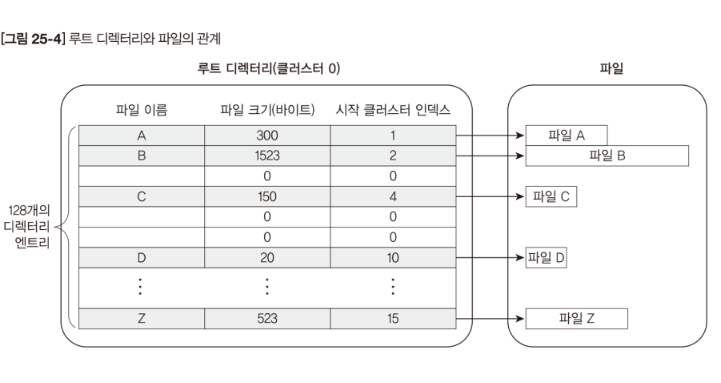 [그림 25-4] 루트 디렉터리와 파일의 관계
루트 디렉터리(클러스터 0) 파일
파일 이름 파일 크기(바이트) 시작 클러스터 인덱스
A 300 1 파일 A
B 1523 2 파일 B
0 0
C 150 4 파일 C
0 0
0 0
D 20 10 파일 D
⋮ ⋮ ⋮
Z 523 15 파일 Z
128개의
디렉터리
엔트리